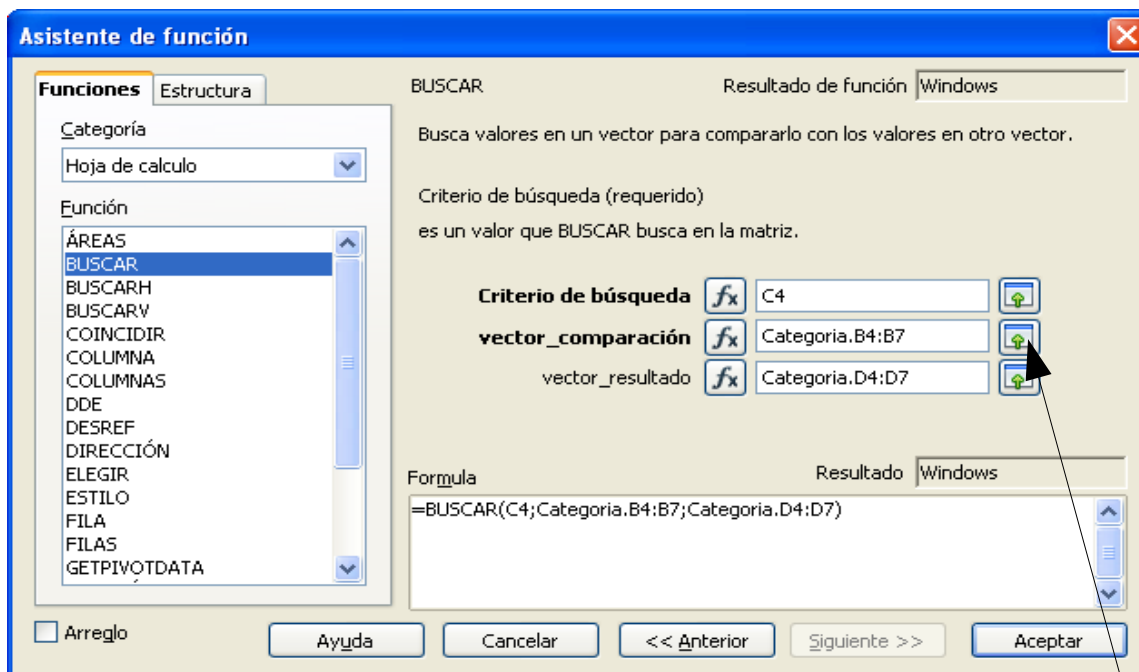 Asistente de función
Funciones
Estructura
Categoría
Hoja de calculo
Función
ÁREAS
BUSCAR
BUSCARH
BUSCARV
COINCIDIR
COLUMNA
COLUMNAS
DDE
DESREF
DIRECCIÓN
ELEGIR
ESTILO
FILA
FILAS
GETPIVOTDATA
BUSCAR
Resultado de función Windows
Busca valores en un vector para compararlo con los valores en otro vector.
Criterio de búsqueda (requerido)
es un valor que BUSCAR busca en la matriz.
Criterio de búsqueda fx C4
vector_comparación fx Categoria.B4:B7
vector_resultado fx Categoria.D4:D7
Formula
Resultado Windows
=BUSCAR(C4;Categoria.B4:B7;Categoria.D4:D7)
Arreglo
Ayuda
Cancelar
<< Anterior
Siguiente >>
Aceptar